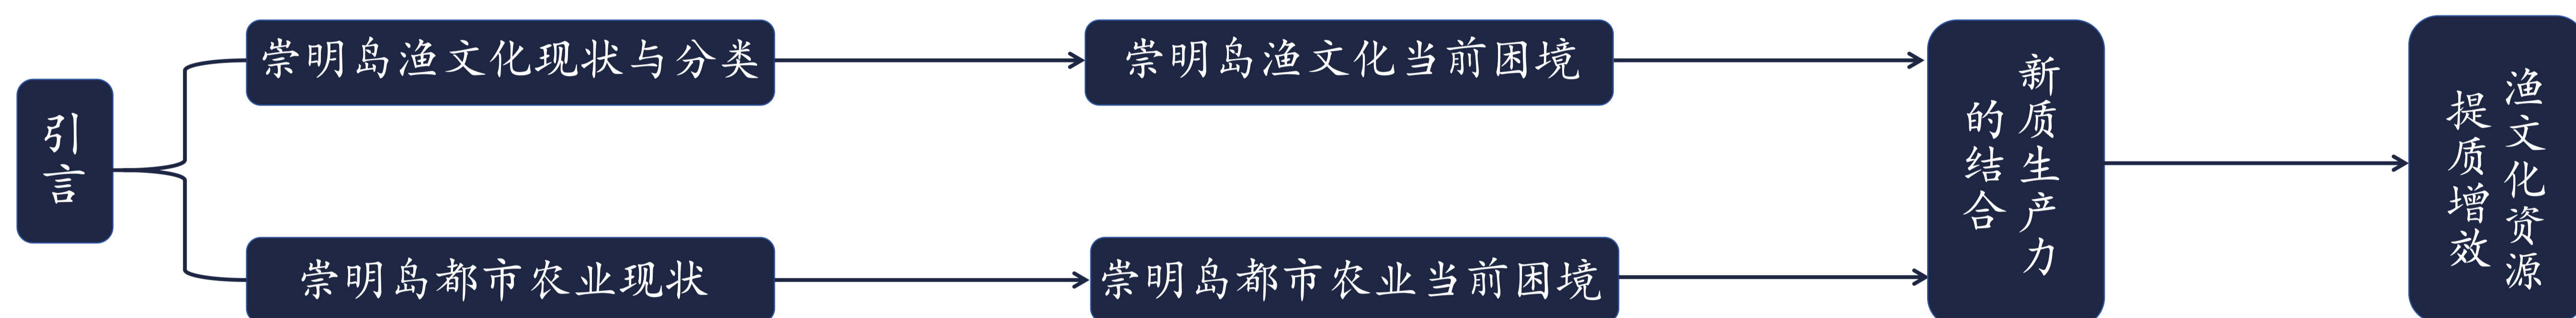 引言
崇明岛渔文化现状与分类
崇明岛渔文化当前困境
崇明岛都市农业现状
崇明岛都市农业当前困境
新质生产力
的结合
渔文化资源
提质增效